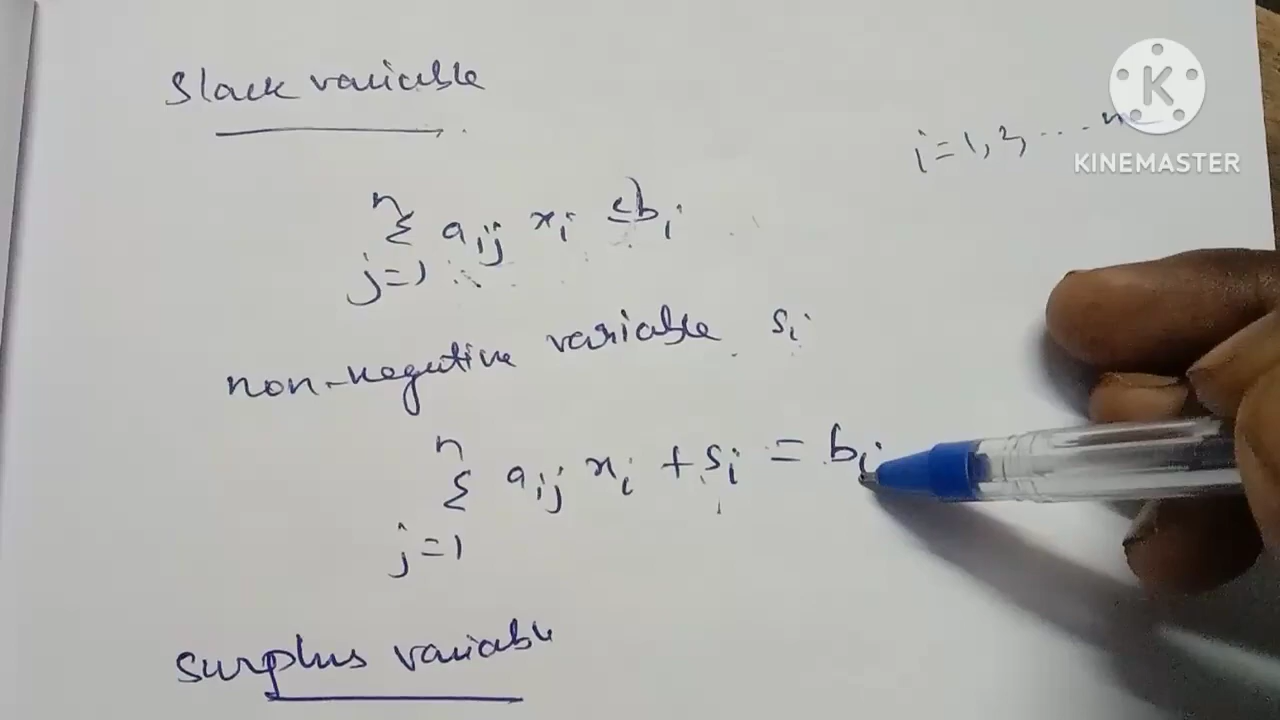 Slack variable
i=1,2, ... m
K
KINEMASTER
n
Σ aij xi ≤ bi
j=1
non-negative variable si
n
Σ aij xi + si = bi
j=1
Surplus variable